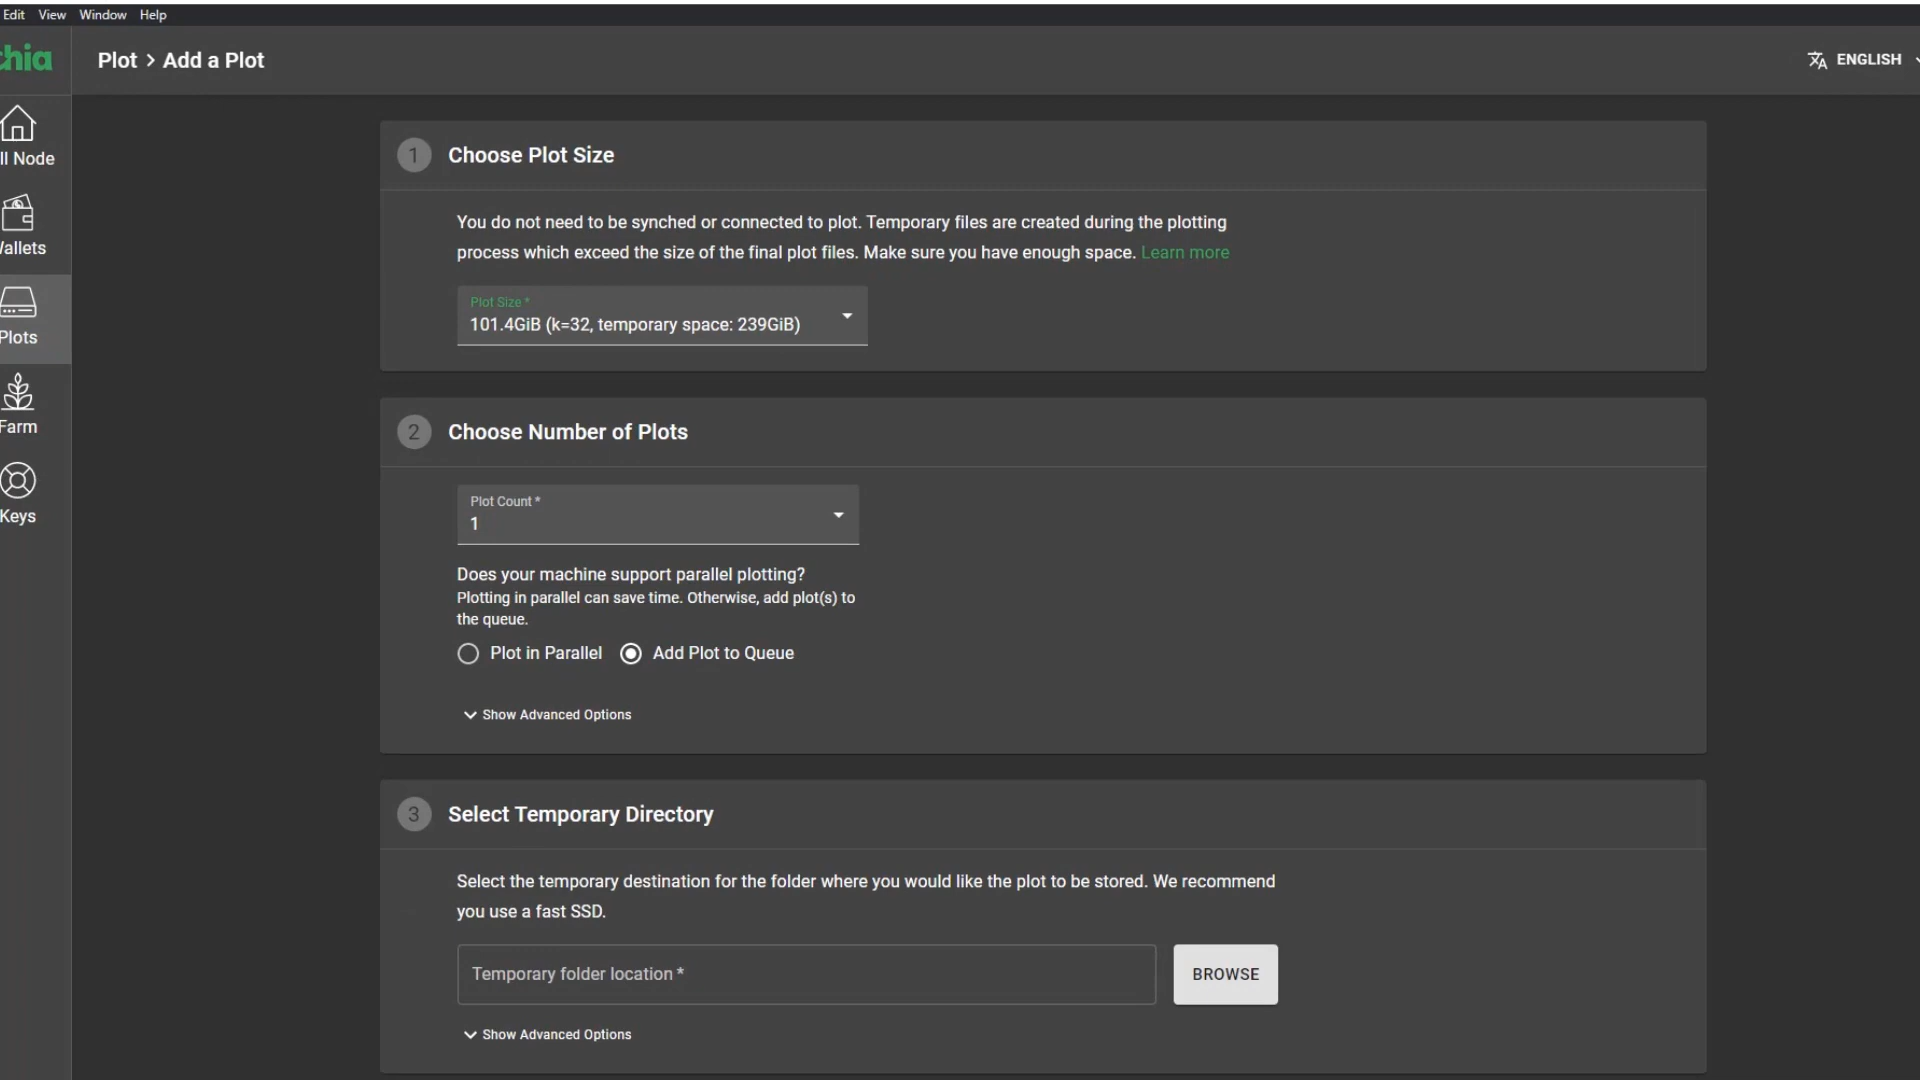 Edit View Window Help
chia
Plot > Add a Plot
ENGLISH
ll Node
Wallets
Plots
Farm
Keys
1 Choose Plot Size
You do not need to be synched or connected to plot. Temporary files are created during the plotting
process which exceed the size of the final plot files. Make sure you have enough space. Learn more
Plot Size *
101.4GiB (k=32, temporary space: 239GiB)
2 Choose Number of Plots
Plot Count *
1
Does your machine support parallel plotting?
Plotting in parallel can save time. Otherwise, add plot(s) to
the queue.
Plot in Parallel Add Plot to Queue
Show Advanced Options
3 Select Temporary Directory
Select the temporary destination for the folder where you would like the plot to be stored. We recommend
you use a fast SSD.
Temporary folder location *
BROWSE
Show Advanced Options